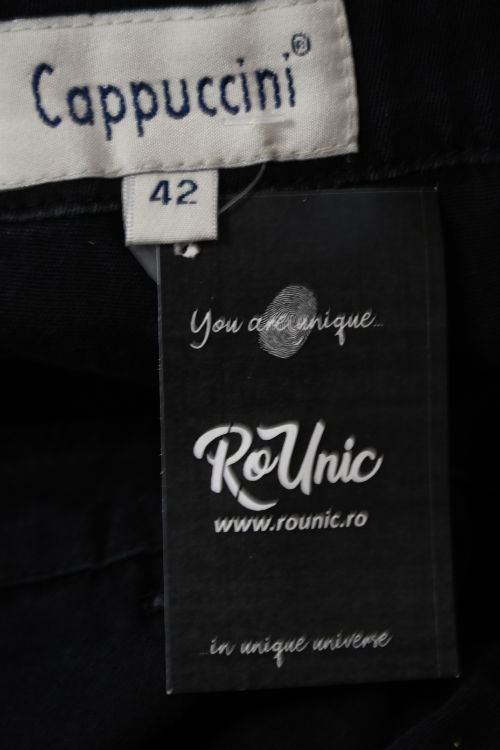 Cappuccini®
42
You are unique...
RoUnic
www.rounic.ro
...in unique universe